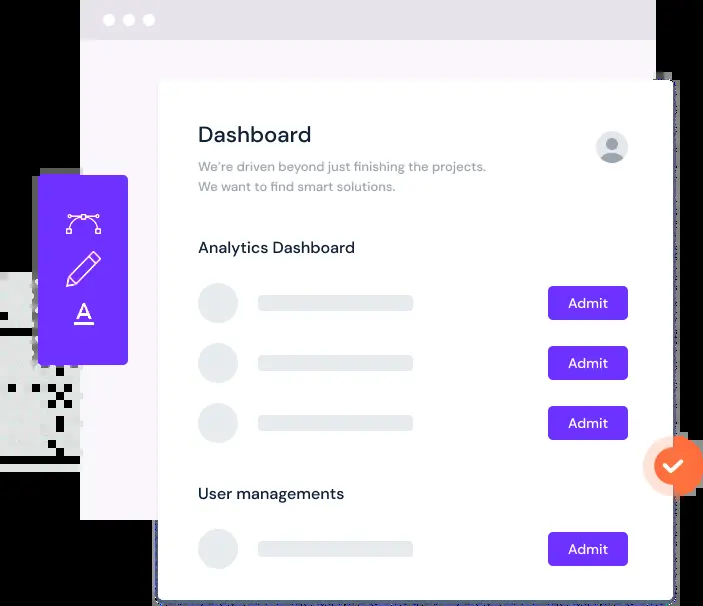 Dashboard
We're driven beyond just finishing the projects.
We want to find smart solutions.
Analytics Dashboard
Admit
Admit
Admit
User managements
Admit
A